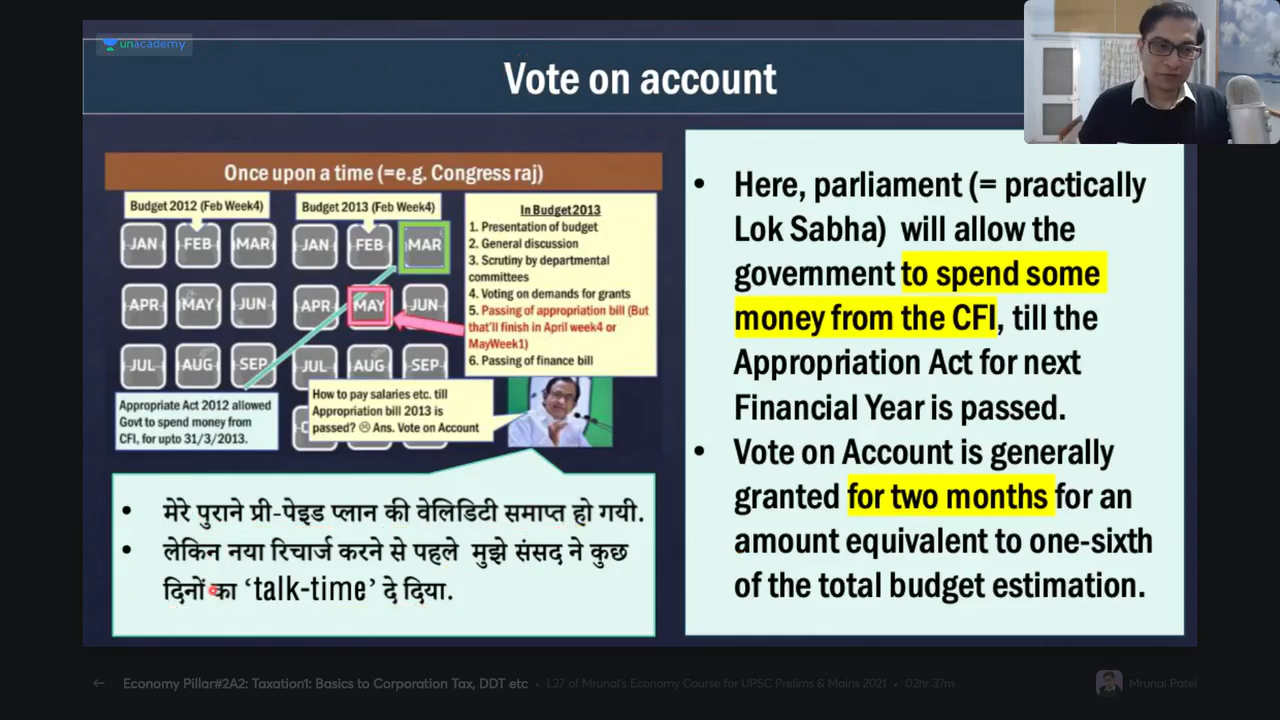 unacademy
Vote on account
Once upon a time (=e.g. Congress raj)
Budget 2012 (Feb Week4)
Budget 2013 (Feb Week4)
JAN FEB MAR
JAN FEB MAR
APR MAY JUN
APR MAY JUN
JUL AUG SEP
JUL AUG SEP
In Budget2013
1. Presentation of budget
2. General discussion
3. Scrutiny by departmental
committees
4. Voting on demands for grants
5. Passing of appropriation bill (But
that'll finish in April week4 or
MayWeek1)
6. Passing of finance bill
Appropriate Act 2012 allowed
Govt to spend money from
CFI, for upto 31/3/2013.
How to pay salaries etc. till
Appropriation bill 2013 is
passed? ☹ Ans. Vote on Account
• मेरे पुराने प्री-पेइड प्लान की वेलिडिटी समाप्त हो गयी.
• लेकिन नया रिचार्ज करने से पहले मुझे संसद ने कुछ
दिनों का ‘talk-time’ दे दिया.
• Here, parliament (= practically
Lok Sabha) will allow the
government to spend some
money from the CFI, till the
Appropriation Act for next
Financial Year is passed.
• Vote on Account is generally
granted for two months for an
amount equivalent to one-sixth
of the total budget estimation.
← Economy Pillar#2A2: Taxation1: Basics to Corporation Tax, DDT etc • L27 of Mrunal's Economy Course for UPSC Prelims & Mains 2021 • 02hr 37m
Mrunal Patel